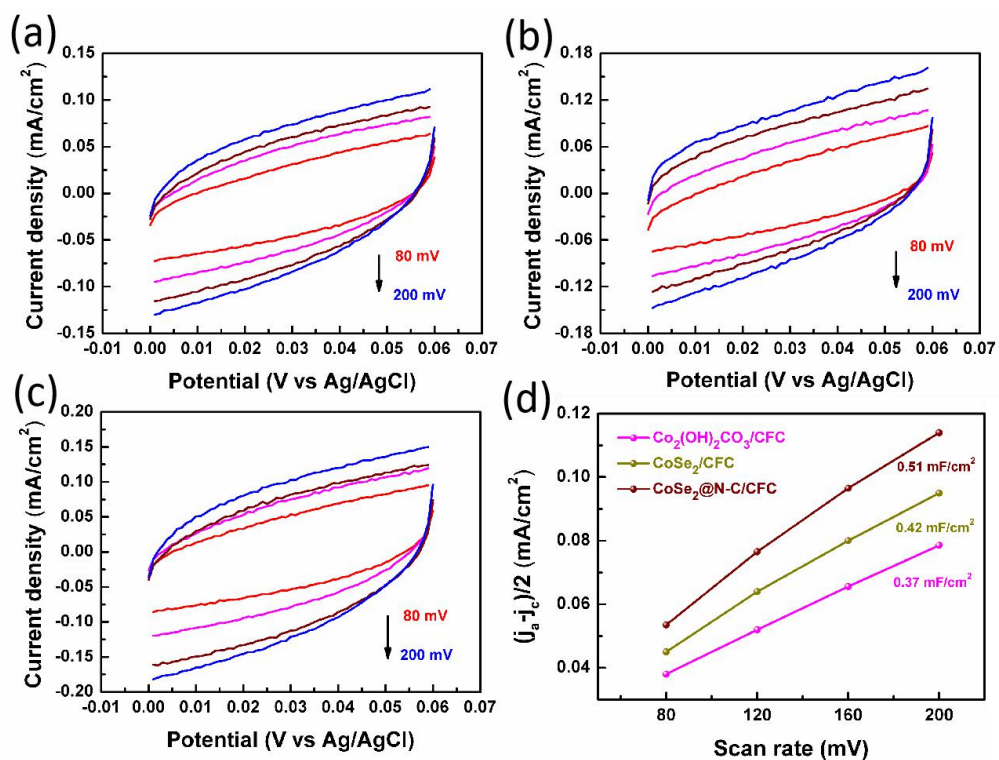 (a)
0.15
0.10
0.05
0.00
-0.05
-0.10
-0.15
Current density (mA/cm²)
80 mV
200 mV
-0.01 0.00 0.01 0.02 0.03 0.04 0.05 0.06 0.07
Potential (V vs Ag/AgCl)
(b)
0.18
0.12
0.06
0.00
-0.06
-0.12
-0.18
Current density (mA/cm²)
80 mV
200 mV
-0.01 0.00 0.01 0.02 0.03 0.04 0.05 0.06 0.07
Potential (V vs Ag/AgCl)
(c)
0.20
0.15
0.10
0.05
0.00
-0.05
-0.10
-0.15
-0.20
Current density (mA/cm²)
80 mV
200 mV
-0.01 0.00 0.01 0.02 0.03 0.04 0.05 0.06 0.07
Potential (V vs Ag/AgCl)
(d)
0.12
0.10
0.08
0.06
0.04
(jₐ-j꜀)/2 (mA/cm²)
Co₂(OH)₂CO₃/CFC
CoSe₂/CFC
CoSe₂@N-C/CFC
0.51 mF/cm²
0.42 mF/cm²
0.37 mF/cm²
80 120 160 200
Scan rate (mV)